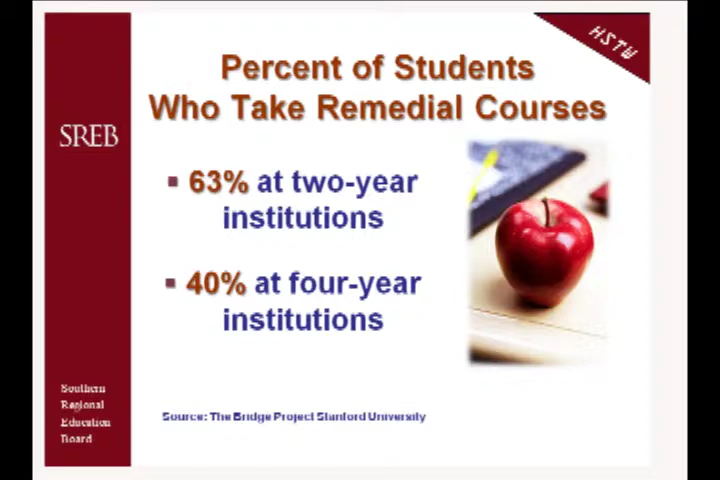 HSTW
Percent of Students
Who Take Remedial Courses
SREB
▪ 63% at two-year
institutions
▪ 40% at four-year
institutions
Southern
Regional
Education
Board
Source: The Bridge Project Stanford University